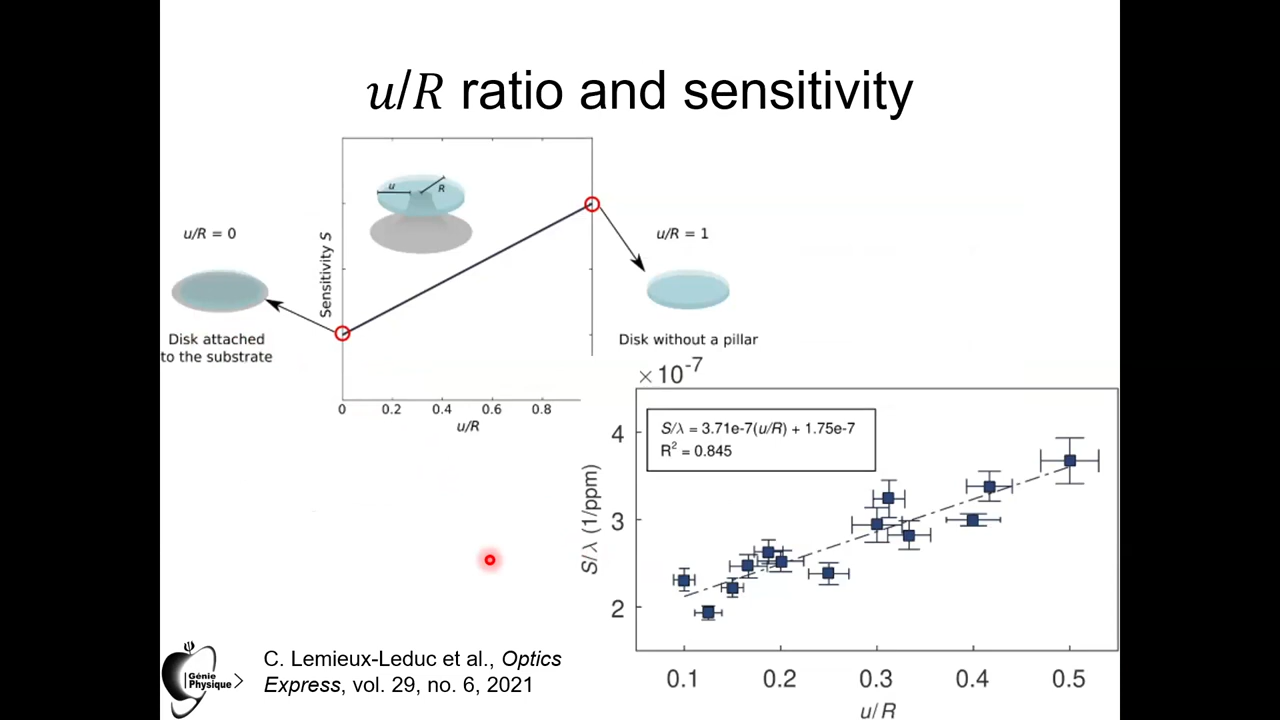 u/R ratio and sensitivity
u
R
u/R = 0
Disk attached
to the substrate
Sensitivity S
0 0.2 0.4 0.6 0.8
u/R
u/R = 1
Disk without a pillar
×10-7
S/λ = 3.71e-7(u/R) + 1.75e-7
R2 = 0.845
4
3
2
S/λ (1/ppm)
0.1 0.2 0.3 0.4 0.5
u/R
Génie
Physique
C. Lemieux-Leduc et al., Optics
Express, vol. 29, no. 6, 2021